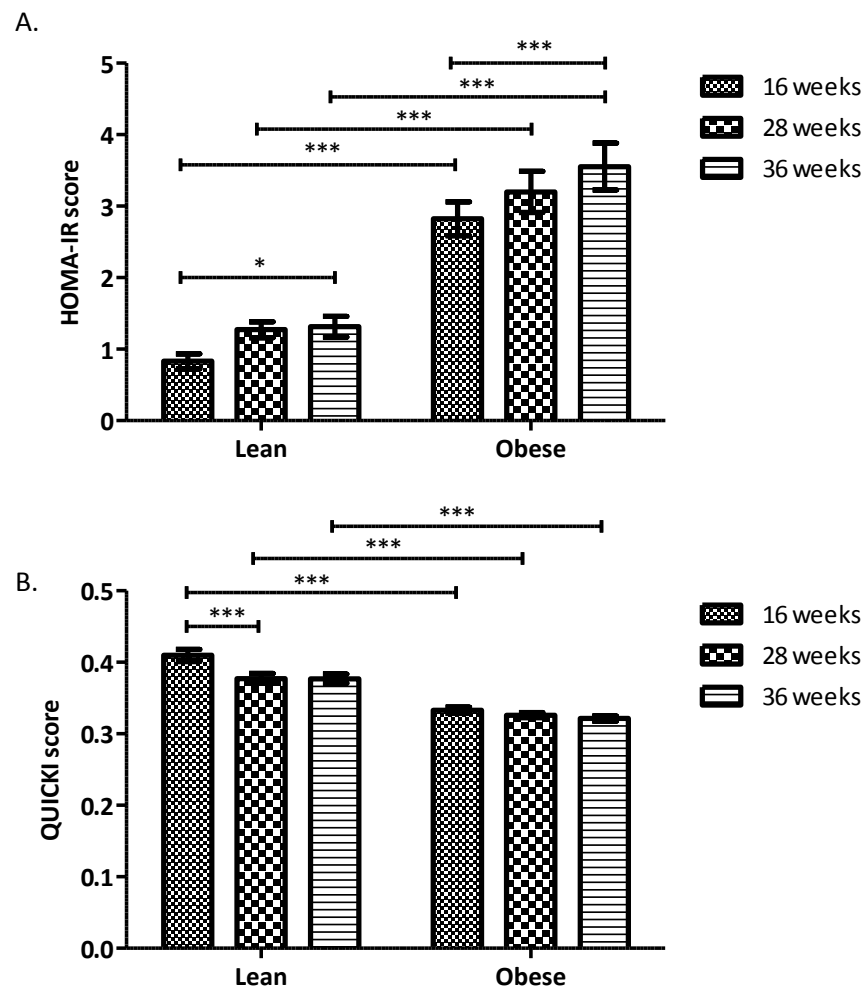 A.
***
***
***
***
*
5
4
3
2
1
0
HOMA-IR score
Lean Obese
16 weeks
28 weeks
36 weeks
B.
***
***
***
***
0.5
0.4
0.3
0.2
0.1
0.0
QUICKI score
Lean Obese
16 weeks
28 weeks
36 weeks